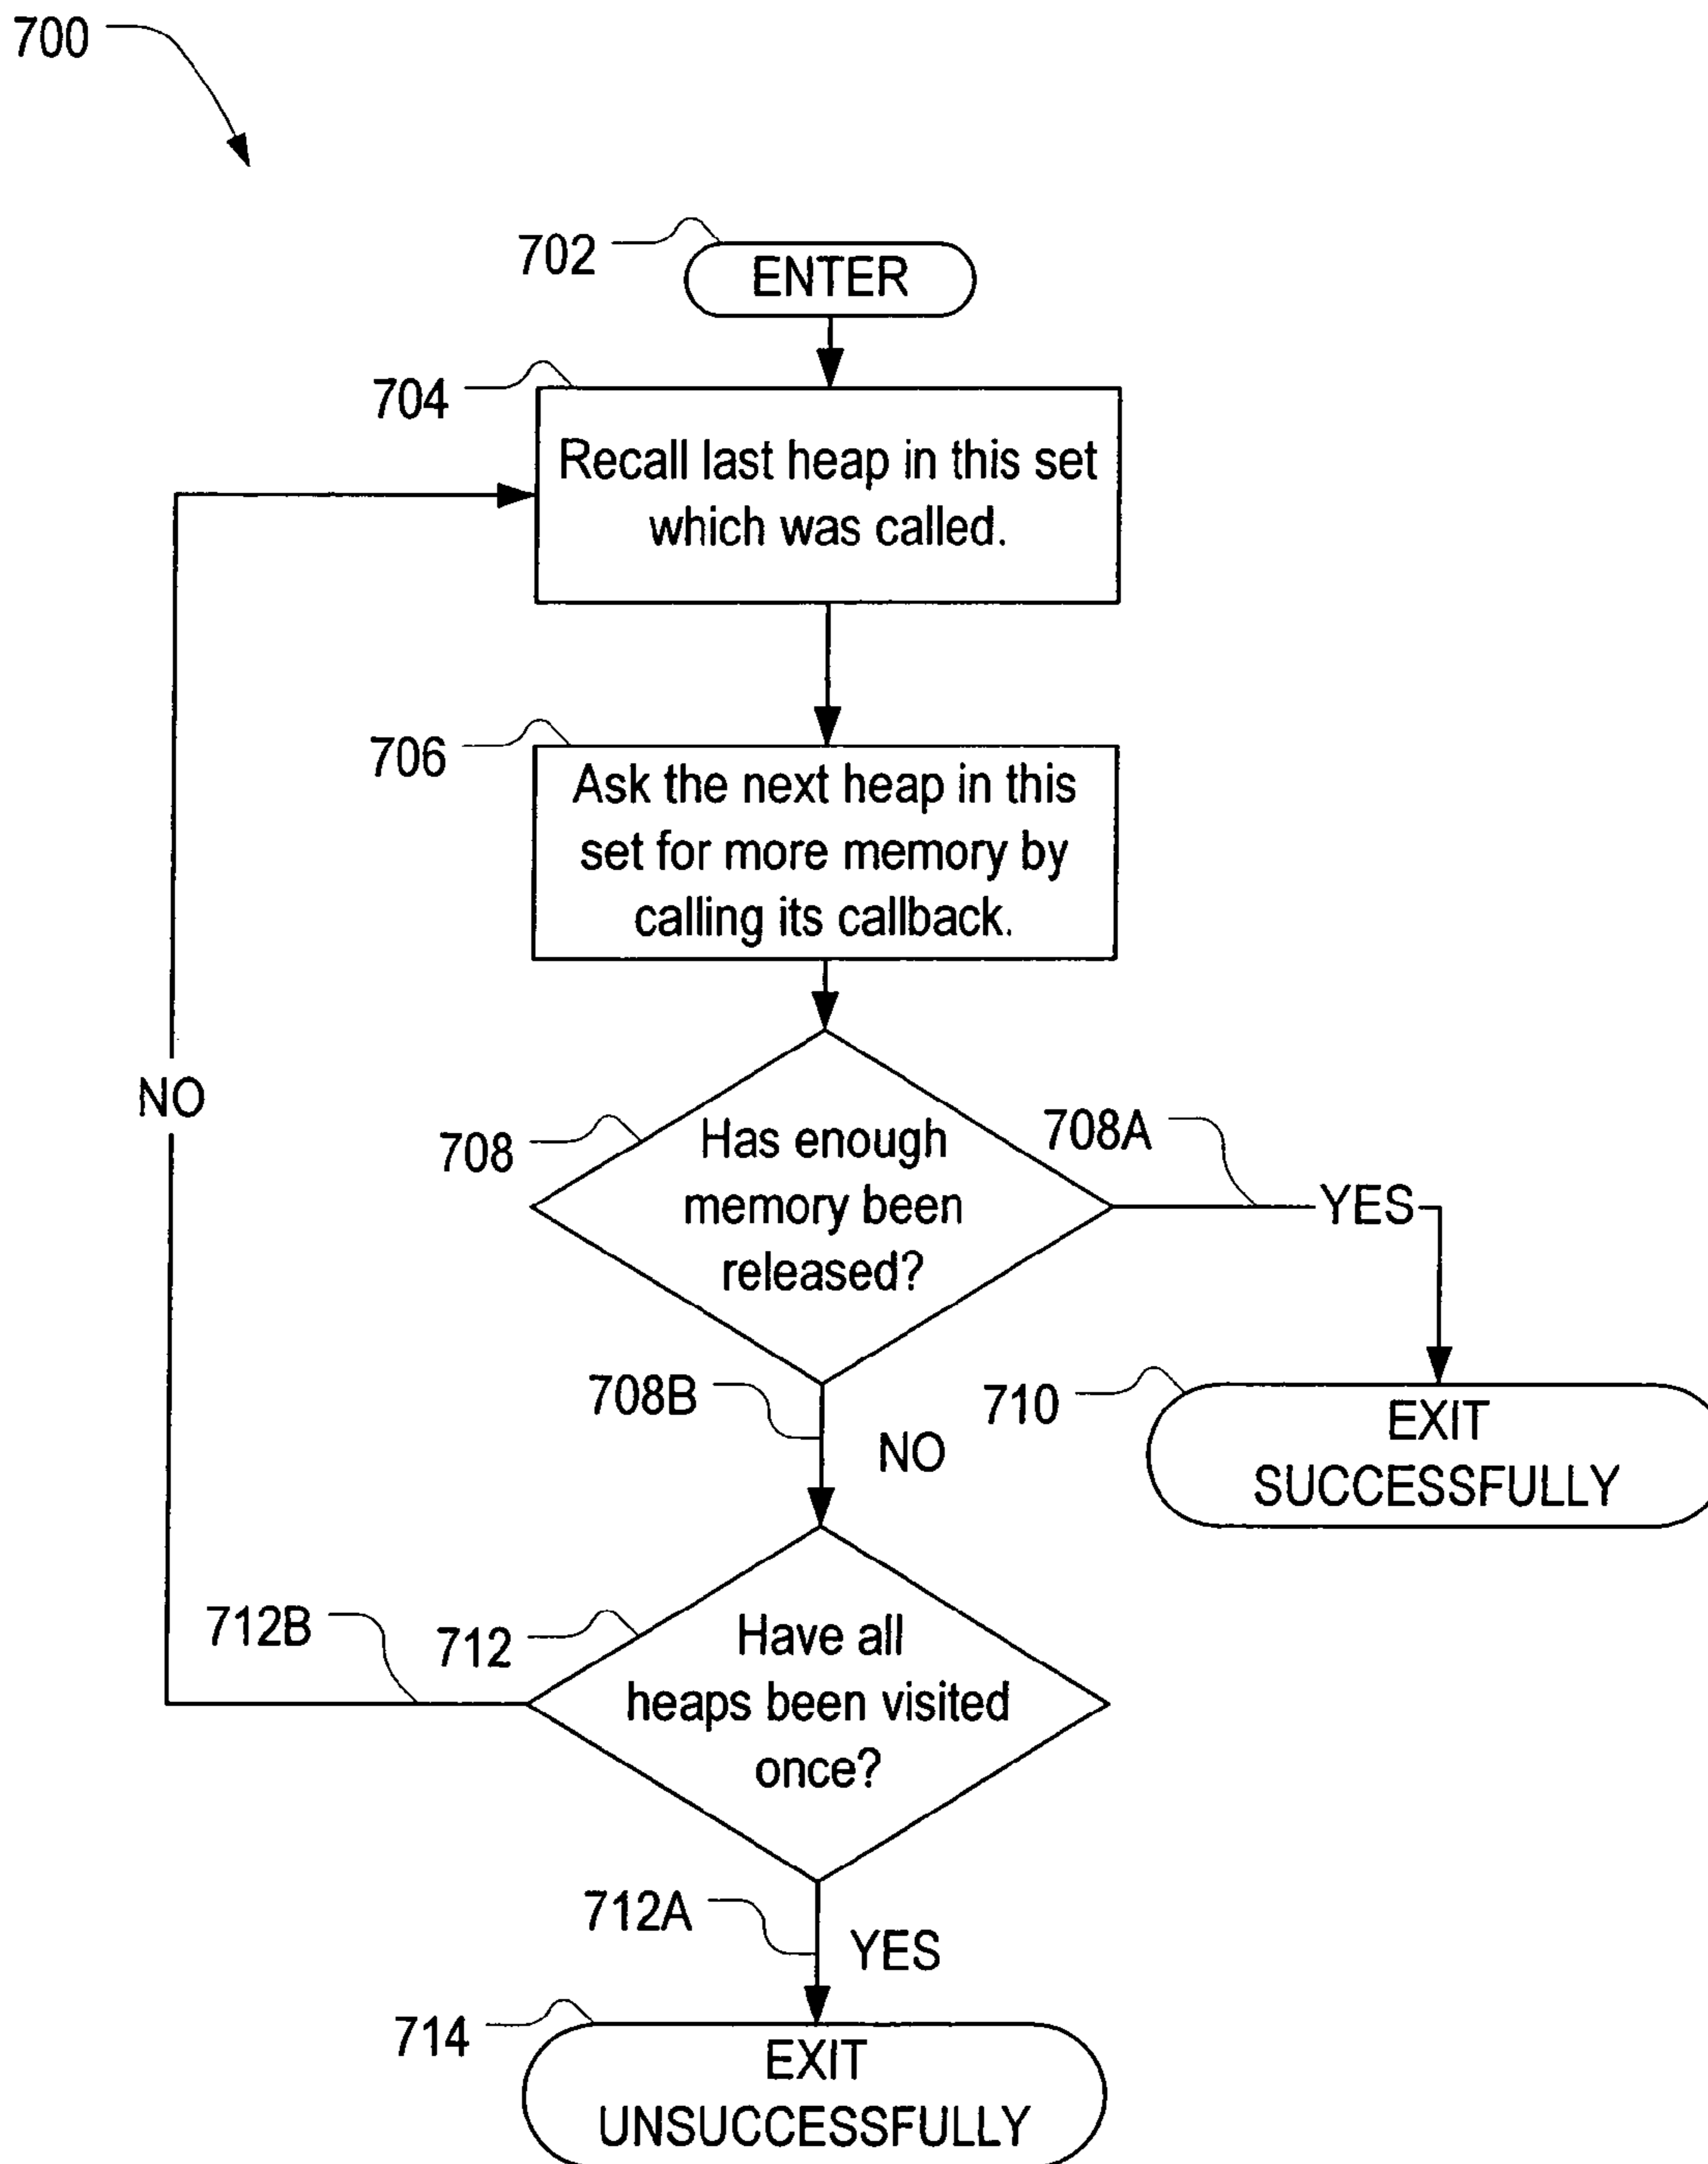 700
702
ENTER
704
Recall last heap in this set
which was called.
706
Ask the next heap in this
set for more memory by
calling its callback.
NO
708
Has enough
memory been
released?
708A
YES
708B
NO
710
EXIT
SUCCESSFULLY
712B
712
Have all
heaps been visited
once?
712A
YES
714
EXIT
UNSUCCESSFULLY